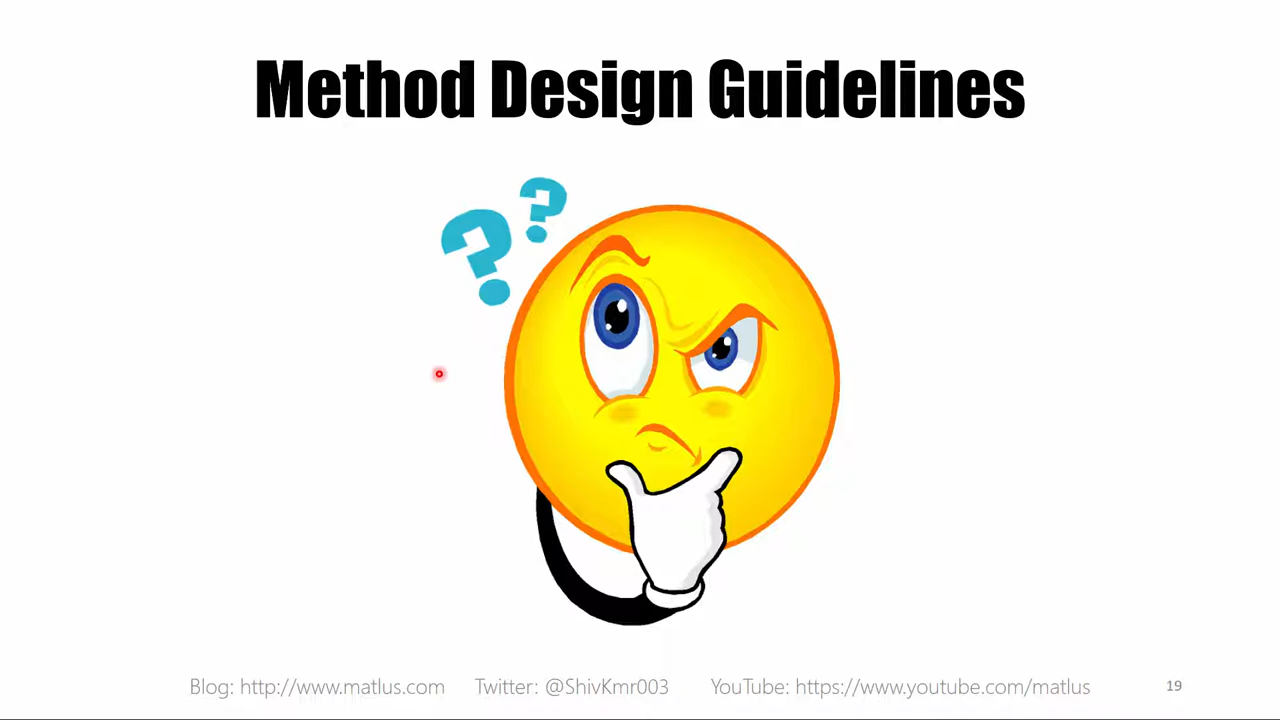 Method Design Guidelines
? ?
Blog: http://www.matlus.com Twitter: @ShivKmr003 YouTube: https://www.youtube.com/matlus 19